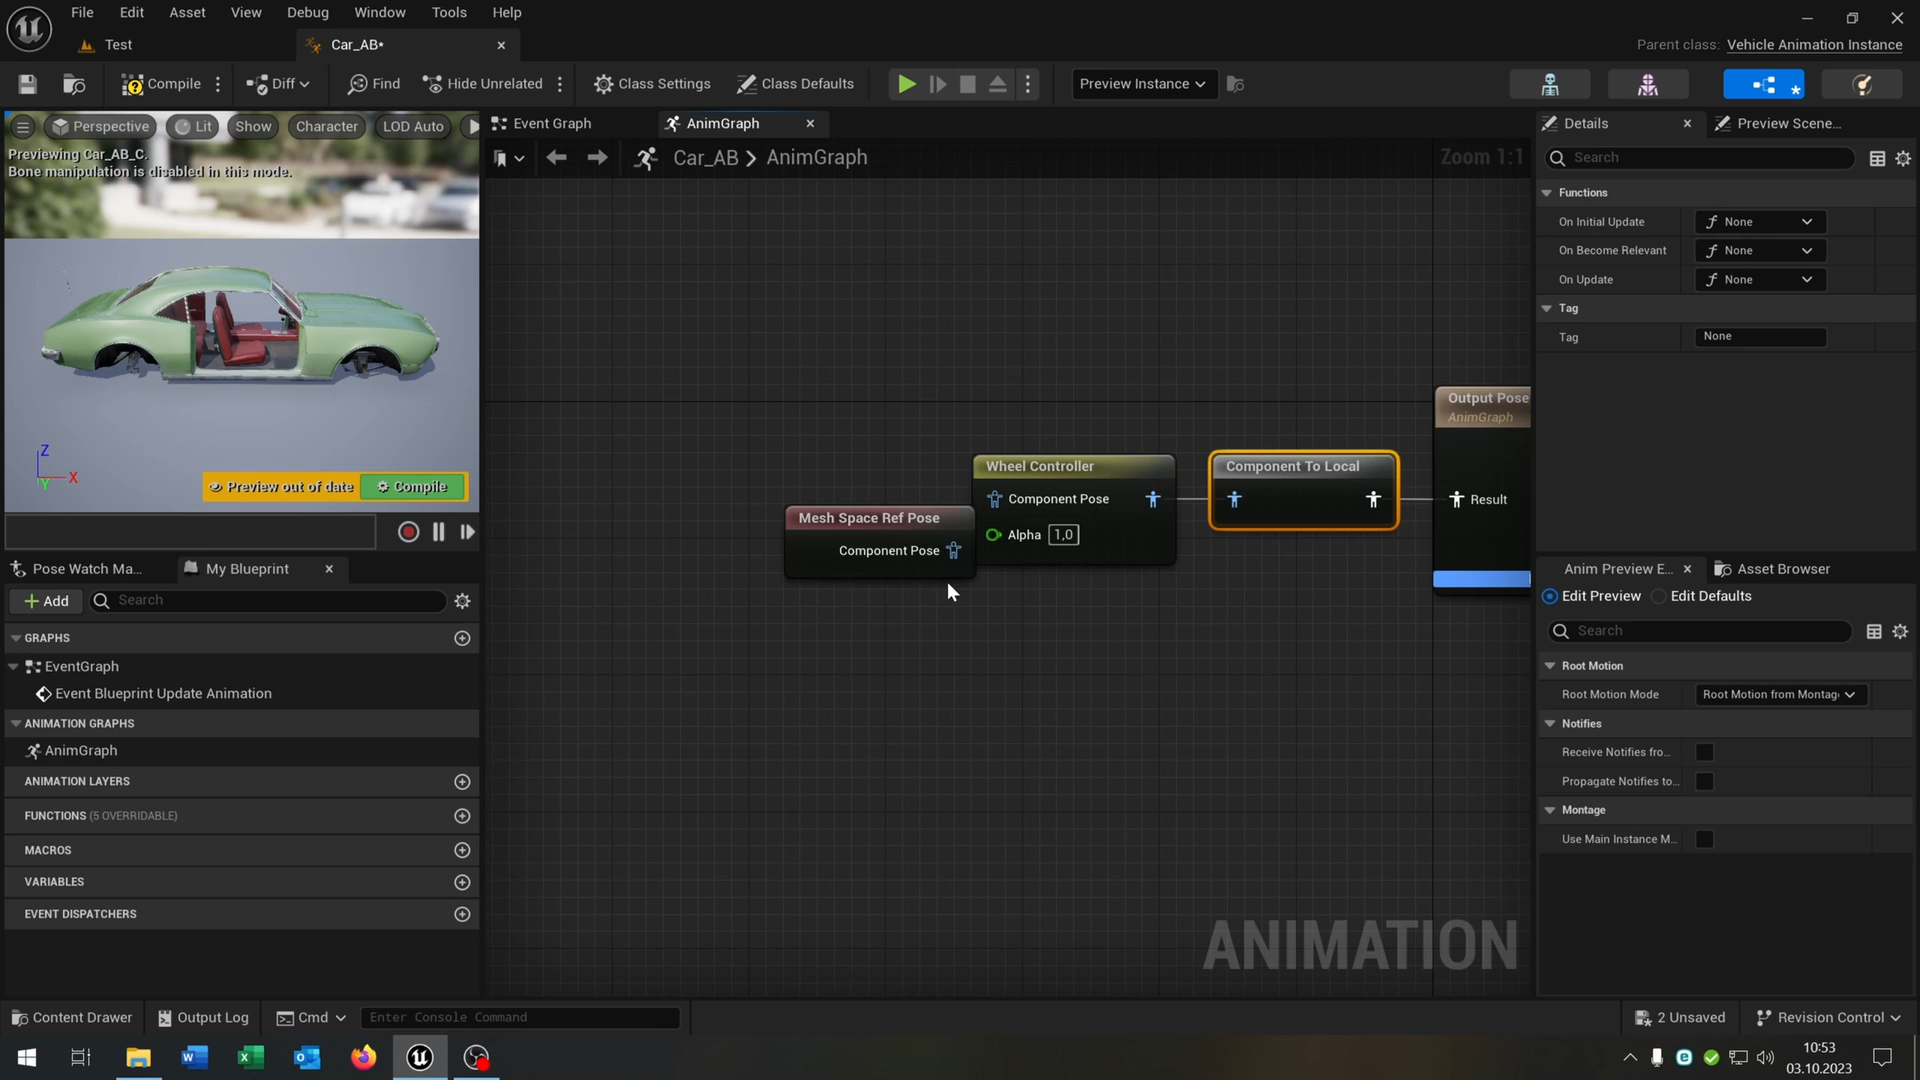 File Edit Asset View Debug Window Tools Help
Test
Car_AB*
Parent class: Vehicle Animation Instance
Compile
Diff
Find
Hide Unrelated
Class Settings
Class Defaults
Preview Instance
Perspective
Lit
Show
Character
LOD Auto
Previewing Car_AB_C.
Bone manipulation is disabled in this mode.
Z
X
Y
Preview out of date
Compile
Event Graph
AnimGraph
Car_AB > AnimGraph
Zoom 1:1
Mesh Space Ref Pose
Component Pose
Wheel Controller
Component Pose
Alpha 1,0
Component To Local
Output Pose
AnimGraph
Result
ANIMATION
Pose Watch Ma...
My Blueprint
Add
Search
GRAPHS
EventGraph
Event Blueprint Update Animation
ANIMATION GRAPHS
AnimGraph
ANIMATION LAYERS
FUNCTIONS (5 OVERRIDABLE)
MACROS
VARIABLES
EVENT DISPATCHERS
Details
Preview Scene...
Search
Functions
On Initial Update None
On Become Relevant None
On Update None
Tag
Tag None
Anim Preview E...
Asset Browser
Edit Preview
Edit Defaults
Search
Root Motion
Root Motion Mode Root Motion from Montag
Notifies
Receive Notifies fro...
Propagate Notifies to...
Montage
Use Main Instance M...
Content Drawer
Output Log
Cmd
Enter Console Command
2 Unsaved
Revision Control
10:53
03.10.2023